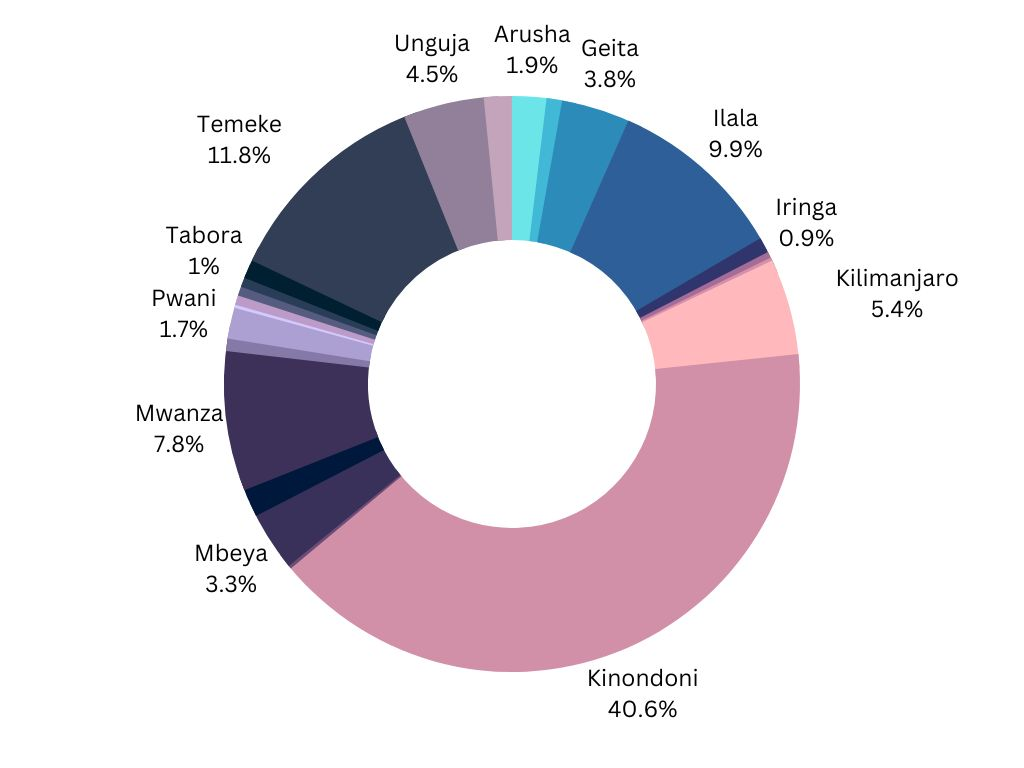 Arusha
1.9%
Geita
3.8%
Ilala
9.9%
Iringa
0.9%
Kilimanjaro
5.4%
Kinondoni
40.6%
Mbeya
3.3%
Mwanza
7.8%
Pwani
1.7%
Tabora
1%
Temeke
11.8%
Unguja
4.5%